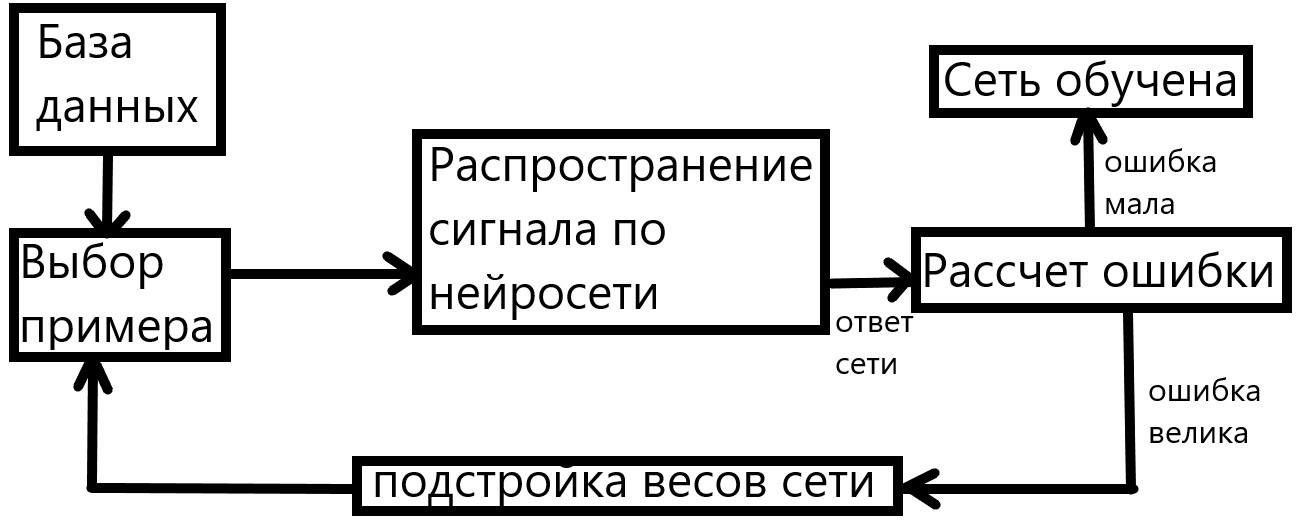 База
данных
Выбор
примера
Распространение
сигнала по
нейросети
ответ
сети
Рассчет ошибки
ошибка
мала
Сеть обучена
ошибка
велика
подстройка весов сети